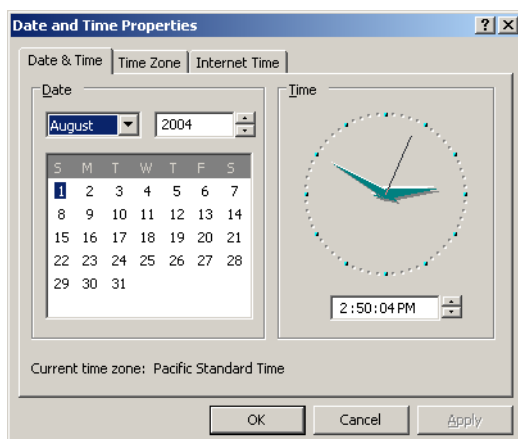 Date and Time Properties
Date & Time Time Zone Internet Time
Date
August 2004
S M T W T F S
1 2 3 4 5 6 7
8 9 10 11 12 13 14
15 16 17 18 19 20 21
22 23 24 25 26 27 28
29 30 31
Time
2:50:04 PM
Current time zone: Pacific Standard Time
OK Cancel Apply